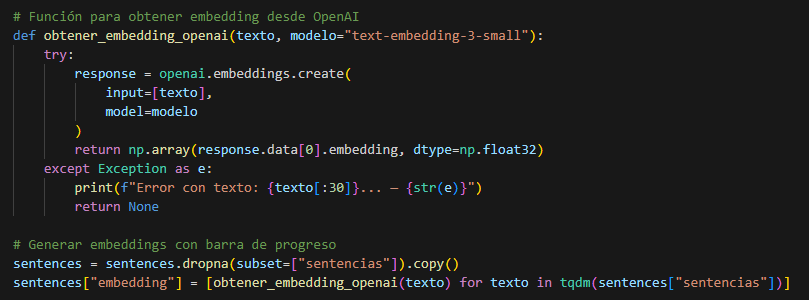 # Función para obtener embedding desde OpenAI
def obtener_embedding_openai(texto, modelo="text-embedding-3-small"):
    try:
        response = openai.embeddings.create(
            input=[texto],
            model=modelo
        )
        return np.array(response.data[0].embedding, dtype=np.float32)
    except Exception as e:
        print(f"Error con texto: {texto[:30]}... — {str(e)}")
        return None

# Generar embeddings con barra de progreso
sentences = sentences.dropna(subset=["sentencias"]).copy()
sentences["embedding"] = [obtener_embedding_openai(texto) for texto in tqdm(sentences["sentencias"])]